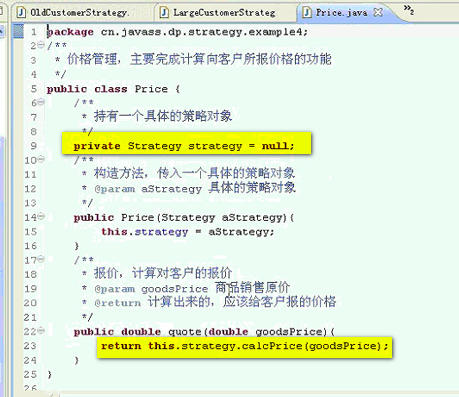 OldCustomerStrategy. LargeCustomerStrateg Price.java »2
1 package cn.javass.dp.strategy.example4;
2 /**
3 * 价格管理，主要完成计算向客户所报价格的功能
4 */
5 public class Price {
6 /**
7 * 持有一个具体的策略对象
8 */
9 private Strategy strategy = null;
10 /**
11 * 构造方法，传入一个具体的策略对象
12 * @param aStrategy 具体的策略对象
13 */
14 public Price(Strategy aStrategy){
15 this.strategy = aStrategy;
16 }
17 /**
18 * 报价，计算对客户的报价
19 * @param goodsPrice 商品销售原价
20 * @return 计算出来的，应该给客户报的价格
21 */
22 public double quote(double goodsPrice){
23 return this.strategy.calcPrice(goodsPrice);
24 }
25 }
26